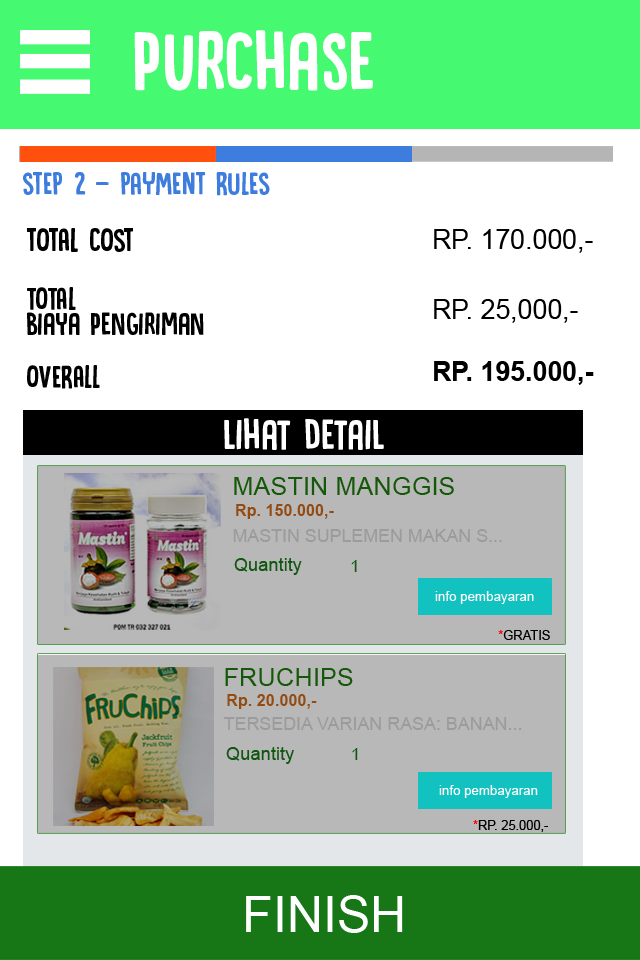 PURCHASE
STEP 2 - PAYMENT RULES
TOTAL COST
RP. 170.000,-
TOTAL
BIAYA PENGIRIMAN
RP. 25,000,-
OVERALL
RP. 195.000,-
LIHAT DETAIL
MASTIN MANGGIS
Rp. 150.000,-
MASTIN SUPLEMEN MAKAN S...
Quantity 1
info pembayaran
*GRATIS
Mastin
Mastin
POM TR 032 327 021
FRUCHIPS
Rp. 20.000,-
TERSEDIA VARIAN RASA: BANAN...
Quantity 1
info pembayaran
*RP. 25.000,-
FRUCHIPS
Jackfruit
Fruit Chips
FINISH